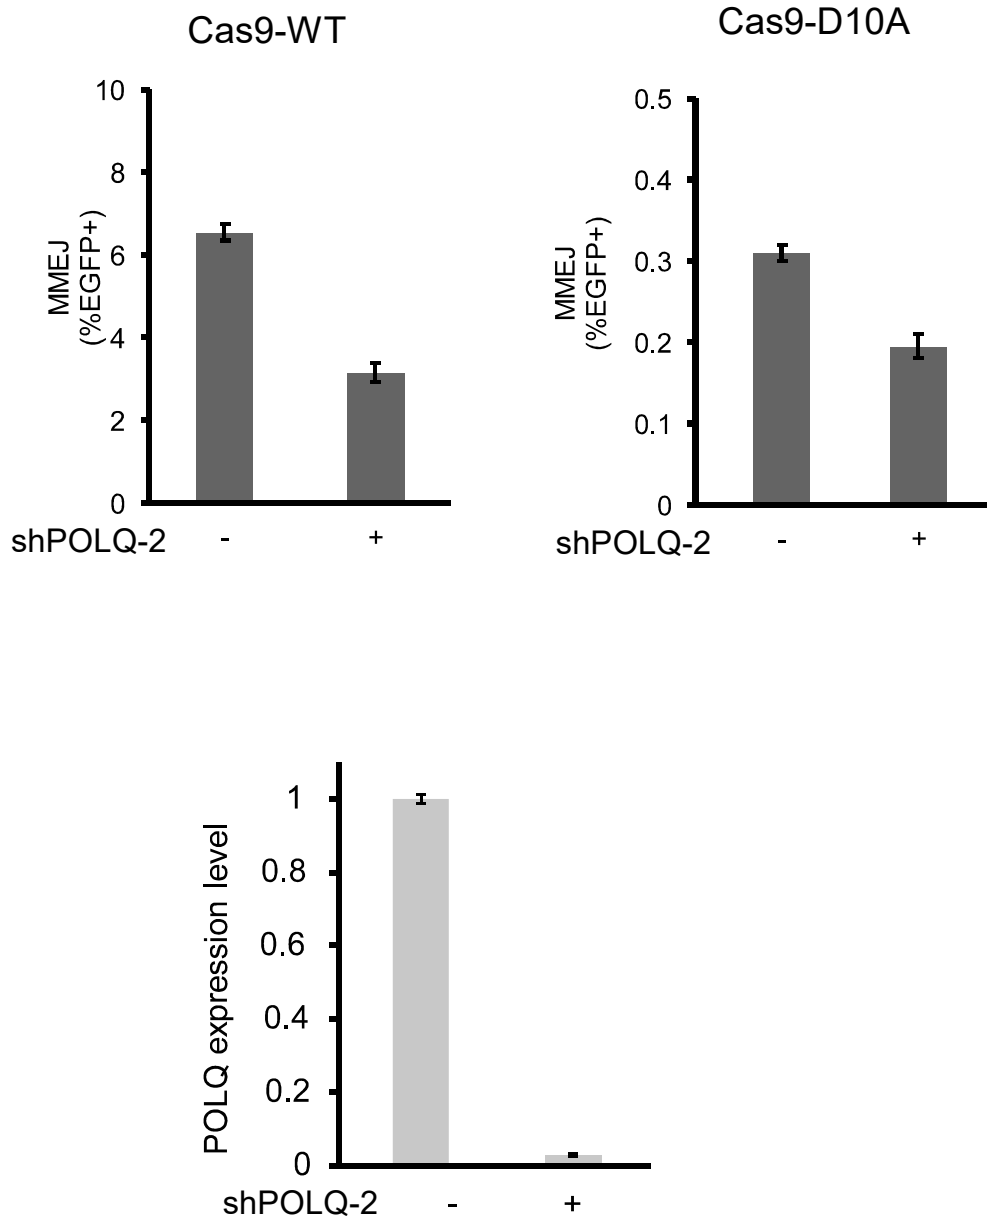 Cas9-WT
10
8
6
4
2
0
MMEJ
(%EGFP+)
shPOLQ-2 - +
Cas9-D10A
0.5
0.4
0.3
0.2
0.1
0
MMEJ
(%EGFP+)
shPOLQ-2 - +
1
0.8
0.6
0.4
0.2
0
POLQ expression level
shPOLQ-2 - +